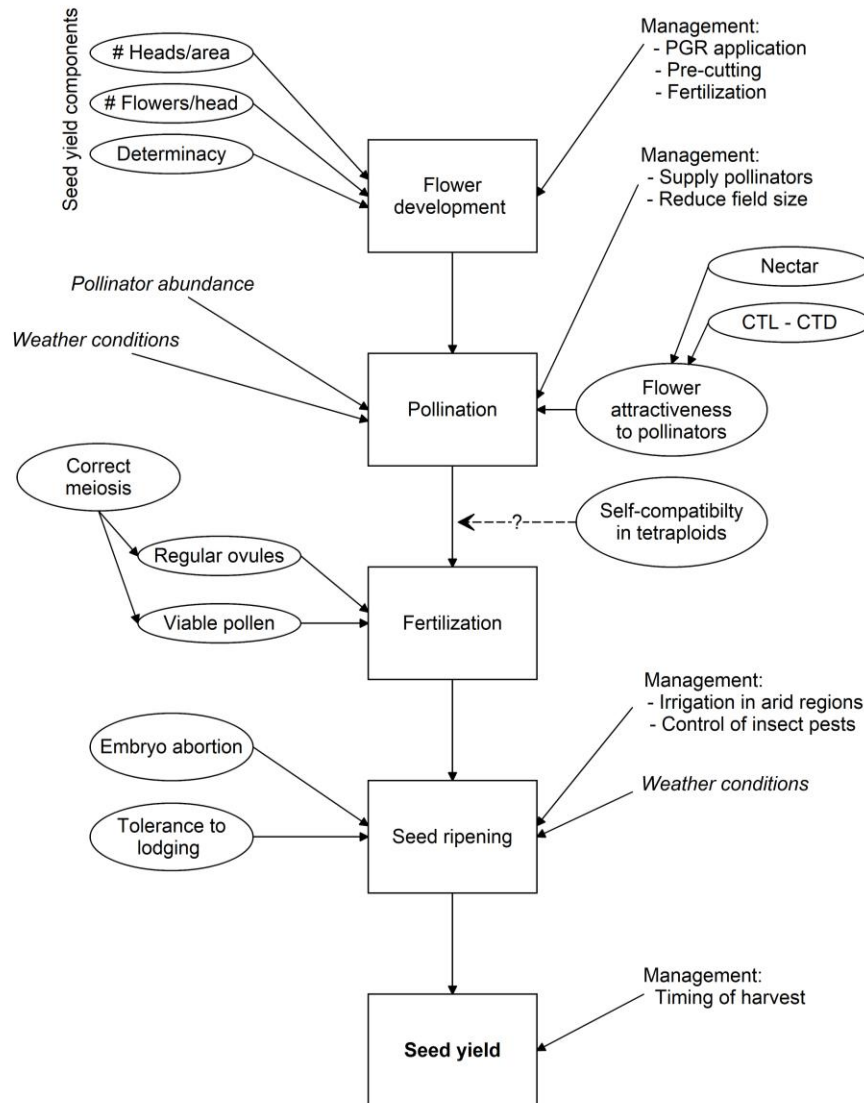 Seed yield components
# Heads/area
# Flowers/head
Determinacy
Management:
- PGR application
- Pre-cutting
- Fertilization
Flower
development
Management:
- Supply pollinators
- Reduce field size
Pollinator abundance
Weather conditions
Nectar
CTL - CTD
Pollination
Flower
attractiveness
to pollinators
Correct
meiosis
?
Self-compatibilty
in tetraploids
Regular ovules
Viable pollen
Fertilization
Management:
- Irrigation in arid regions
- Control of insect pests
Embryo abortion
Weather conditions
Tolerance to
lodging
Seed ripening
Management:
Timing of harvest
Seed yield